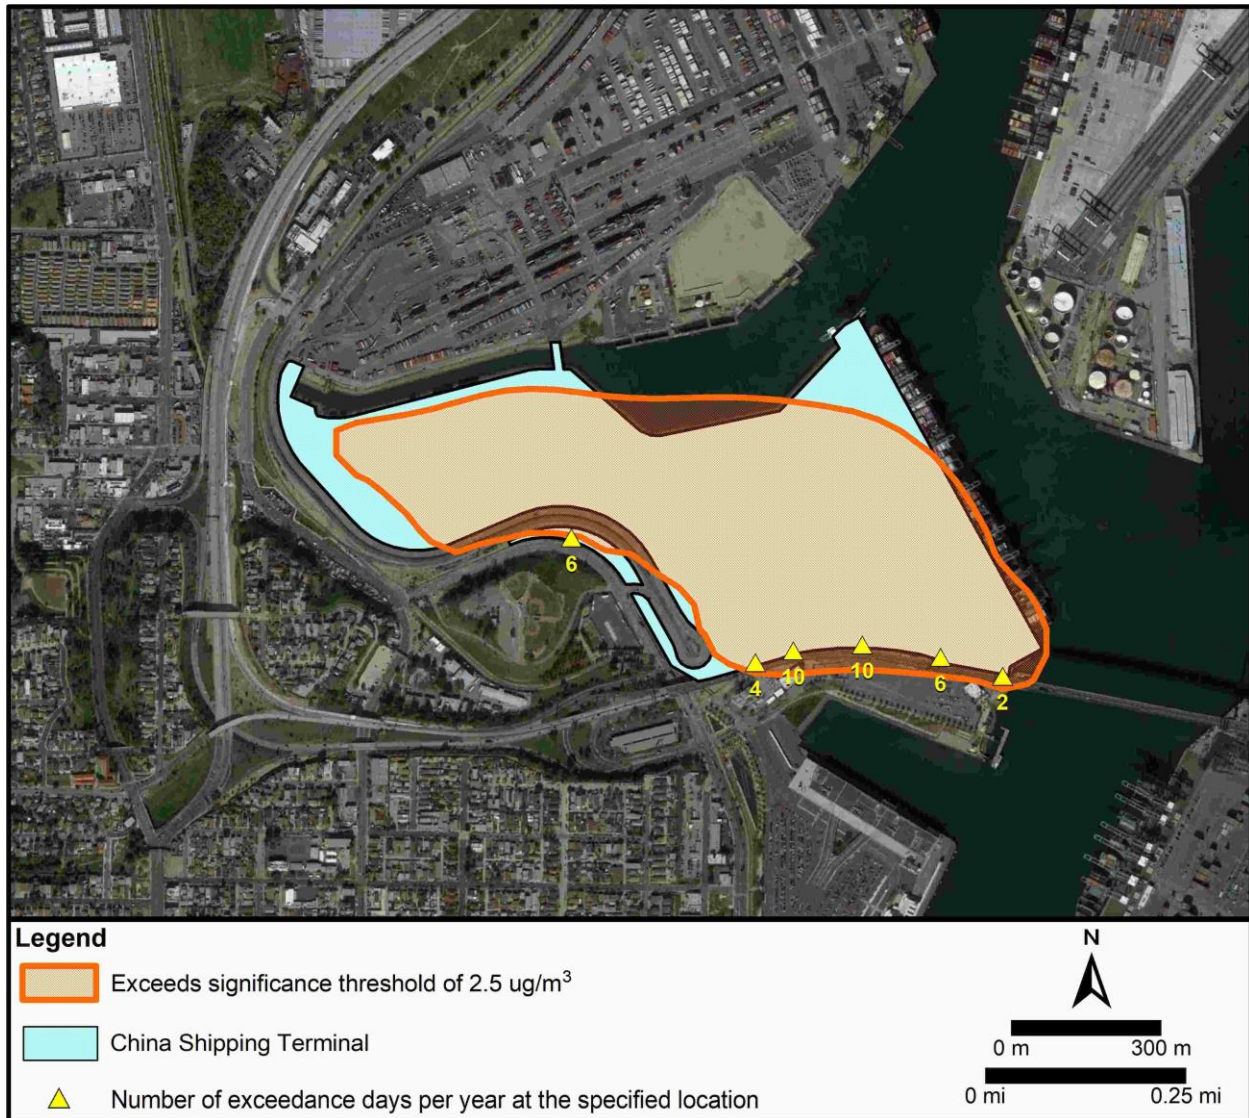 6
4
10
10
6
2
Legend
Exceeds significance threshold of 2.5 ug/m³
China Shipping Terminal
Number of exceedance days per year at the specified location
N
0 m 300 m
0 mi 0.25 mi